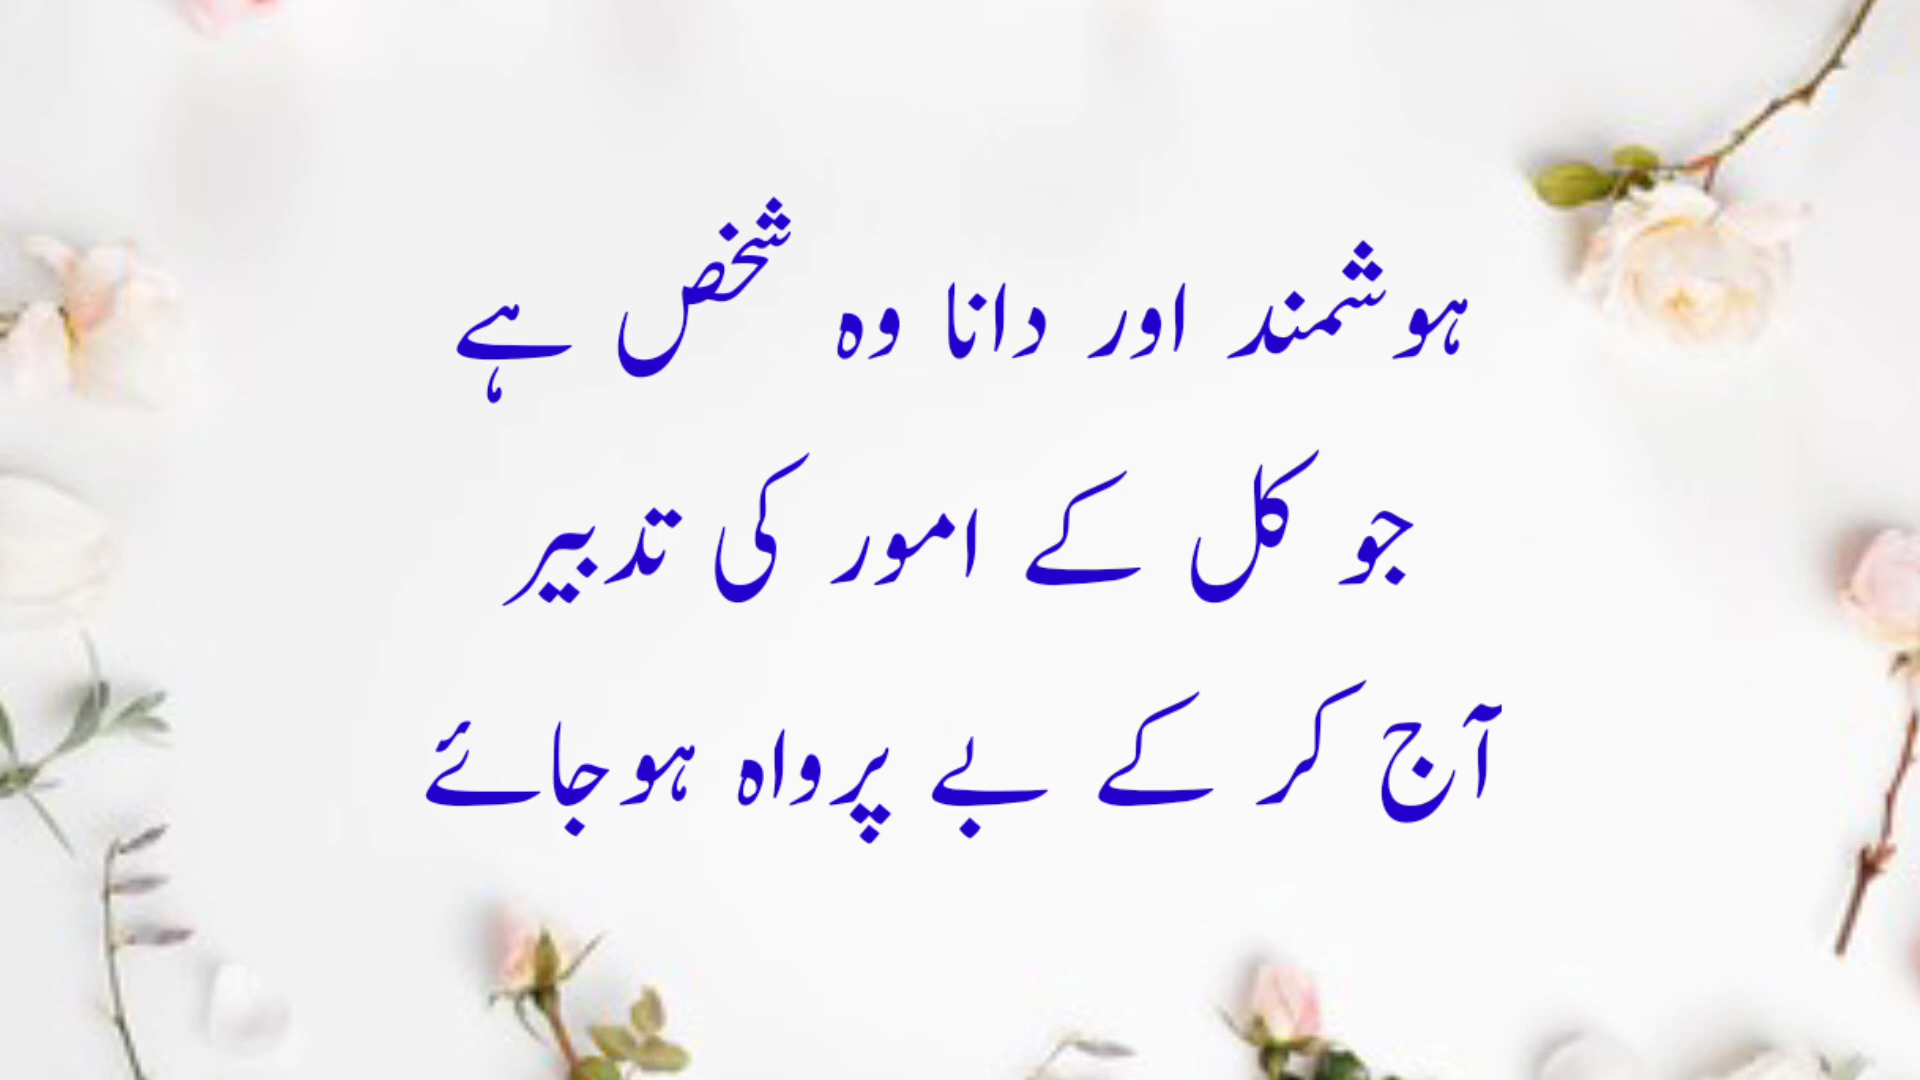 ہوشمند اور دانا وہ شخص ہے
جو کل کے امور کی تدبیر
آج کر کے بے پرواہ ہوجائے